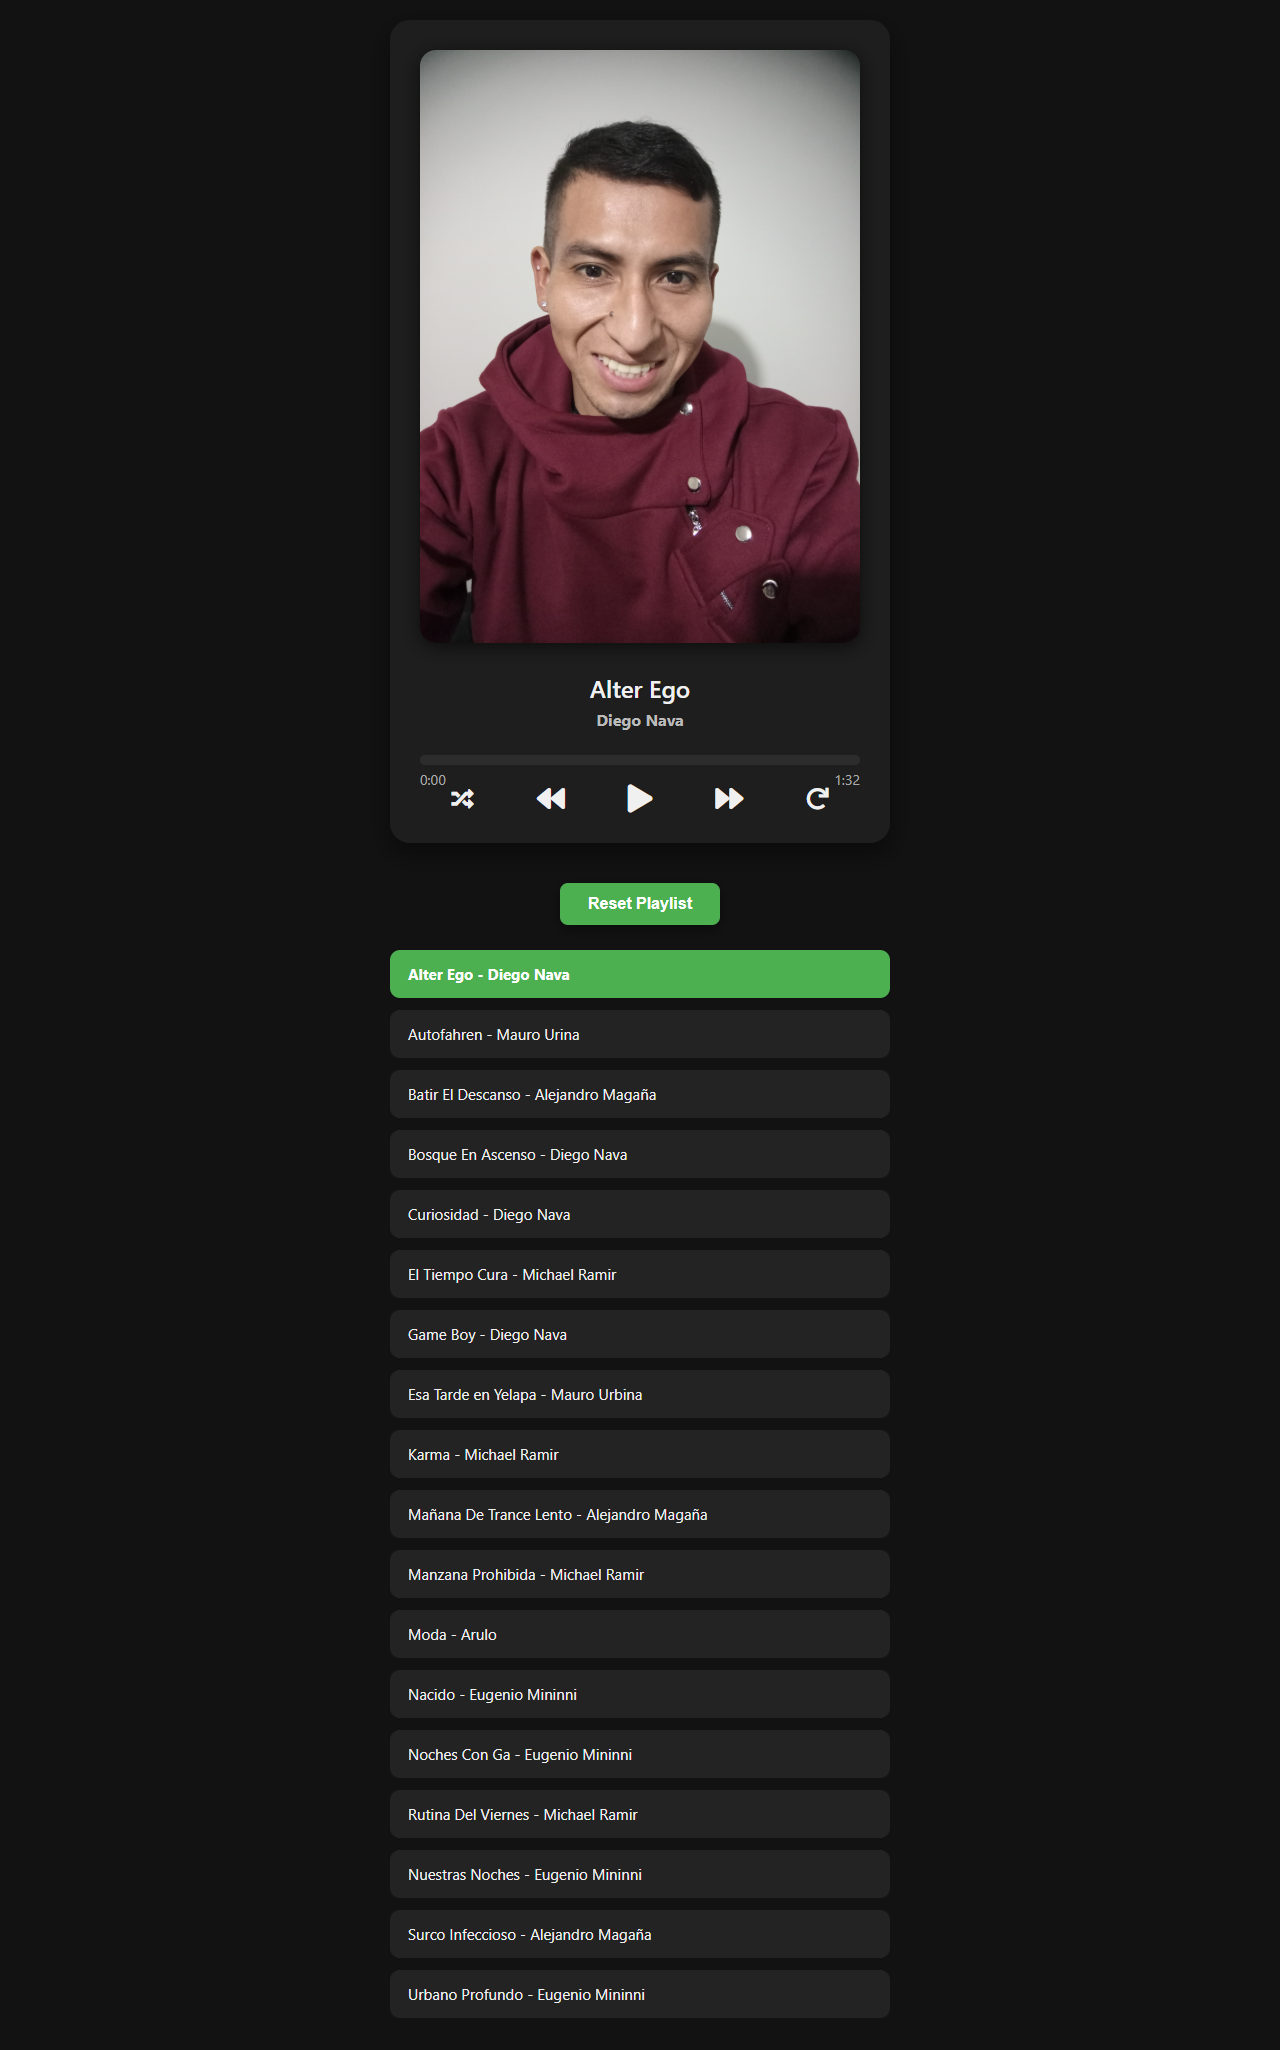 Alter Ego
Diego Nava
0:00 1:32
Reset Playlist
Alter Ego - Diego Nava
Autofahren - Mauro Urina
Batir El Descanso - Alejandro Magaña
Bosque En Ascenso - Diego Nava
Curiosidad - Diego Nava
El Tiempo Cura - Michael Ramir
Game Boy - Diego Nava
Esa Tarde en Yelapa - Mauro Urbina
Karma - Michael Ramir
Mañana De Trance Lento - Alejandro Magaña
Manzana Prohibida - Michael Ramir
Moda - Arulo
Nacido - Eugenio Mininni
Noches Con Ga - Eugenio Mininni
Rutina Del Viernes - Michael Ramir
Nuestras Noches - Eugenio Mininni
Surco Infeccioso - Alejandro Magaña
Urbano Profundo - Eugenio Mininni